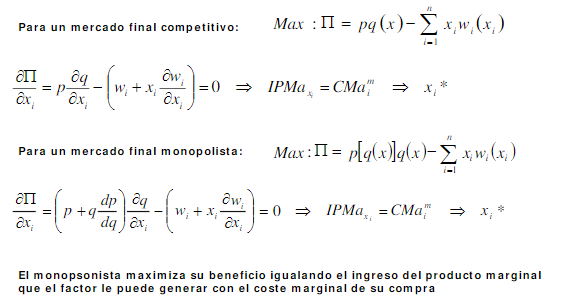 Para un mercado final competitivo: Max : Π = pq(x) − ∑_{i=1}^{n} x_i w_i(x_i)
∂Π/∂x_i = p ∂q/∂x_i − (w_i + x_i ∂w_i/∂x_i) = 0 ⇒ IPMa_{x_i} = CMa_i^m ⇒ x_i *
Para un mercado final monopolista: Max : Π = p[q(x)]q(x) − ∑_{i=1}^{n} x_i w_i(x_i)
∂Π/∂x_i = (p + q dp/dq) ∂q/∂x_i − (w_i + x_i ∂w_i/∂x_i) = 0 ⇒ IPMa_{x_i} = CMa_i^m ⇒ x_i *
El monopsonista maximiza su beneficio igualando el ingreso del producto marginal
que el factor le puede generar con el coste marginal de su compra